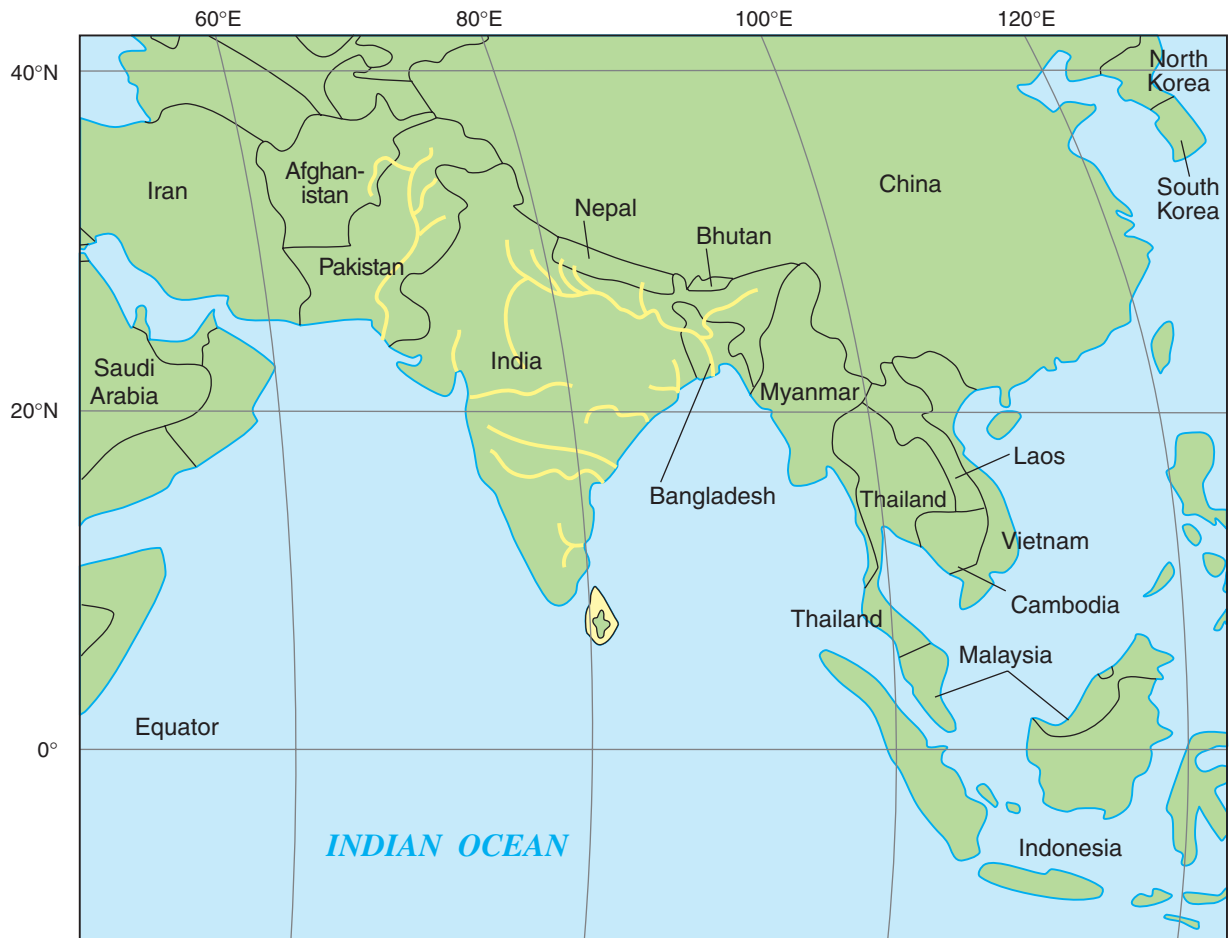 60°E
80°E
100°E
120°E
40°N
North
Korea
Afghan-
istan
Iran
China
South
Korea
Nepal
Bhutan
Pakistan
India
Saudi
Arabia
Myanmar
20°N
Laos
Bangladesh
Thailand
Vietnam
Cambodia
Thailand
Malaysia
Equator
0°
INDIAN OCEAN
Indonesia